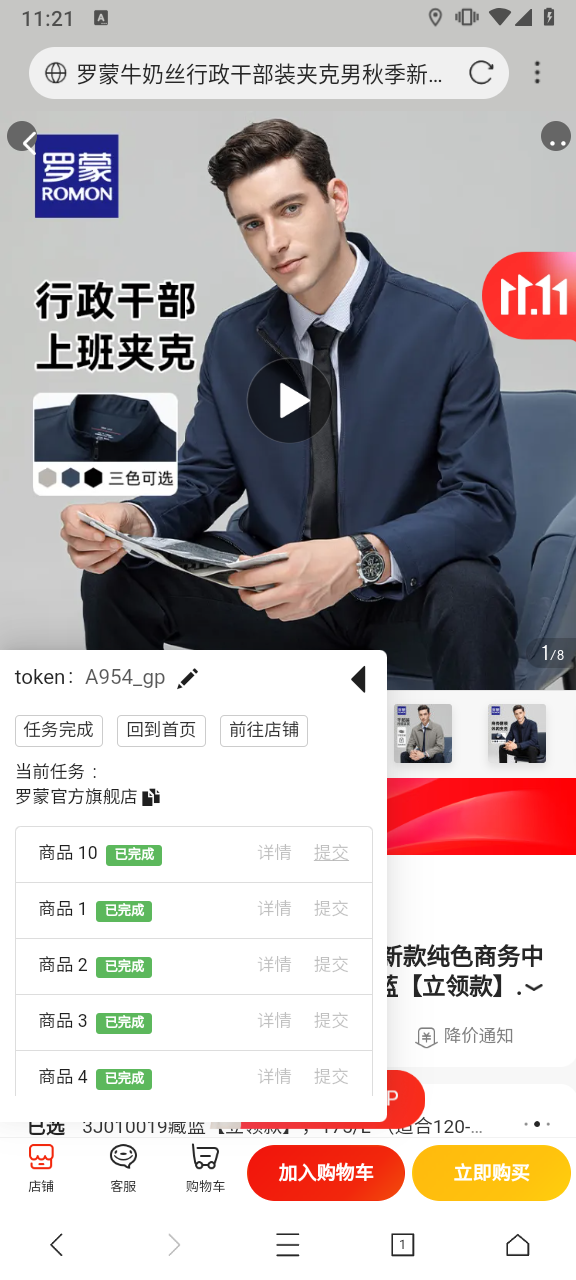 11:21
罗蒙牛奶丝行政干部装夹克男秋季新...
罗蒙
ROMON
行政干部
上班夹克
11.11
三色可选
1/8
token: A954_gp
任务完成 回到首页 前往店铺
当前任务：
罗蒙官方旗舰店
商品 10 已完成 详情 提交
商品 1 已完成 详情 提交
商品 2 已完成 详情 提交
商品 3 已完成 详情 提交
商品 4 已完成 详情 提交
新款纯色商务中
蓝【立领款】.
降价通知
P
已选 3J010019藏蓝【立领款】，175/L （适合120-...
店铺 客服 购物车 加入购物车 立即购买
1